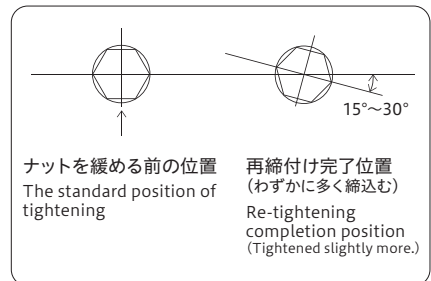 15°~30°
ナットを緩める前の位置
The standard position of
tightening
再締付け完了位置
(わずかに多く締込む)
Re-tightening
completion position
(Tightened slightly more.)